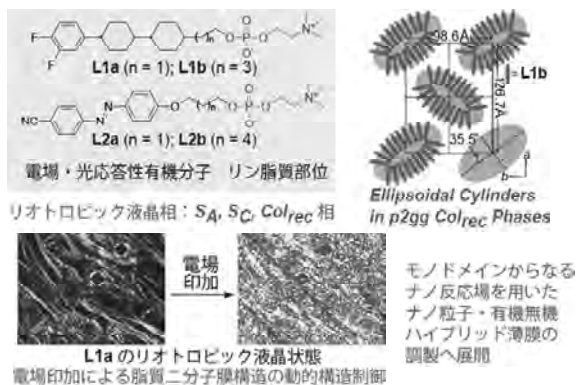 F
F
( )n O P O N+
O O-
L1a (n = 1); L1b (n = 3)
NC N N O ( )n O P O N+
O O-
L2a (n = 1); L2b (n = 4)
電場・光応答性有機分子 リン脂質部位
リオトロピック液晶相：SA, SC, Colrec 相
98.6Å
126.7Å
= L1b
35.5°
a
b
Ellipsoidal Cylinders
in p2gg Colrec Phases
電場
印加
L1a のリオトロピック液晶状態
電場印加による脂質二分子膜構造の動的構造制御
モノドメインからなる
ナノ反応場を用いた
ナノ粒子・有機無機
ハイブリッド薄膜の
調製へ展開